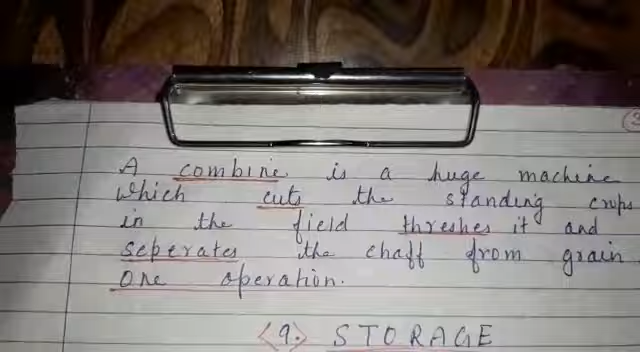 A combine is a huge machine
which cuts the standing crops
in the field threshes it and
seperates the chaff from grain
one operation.
<9.> STORAGE